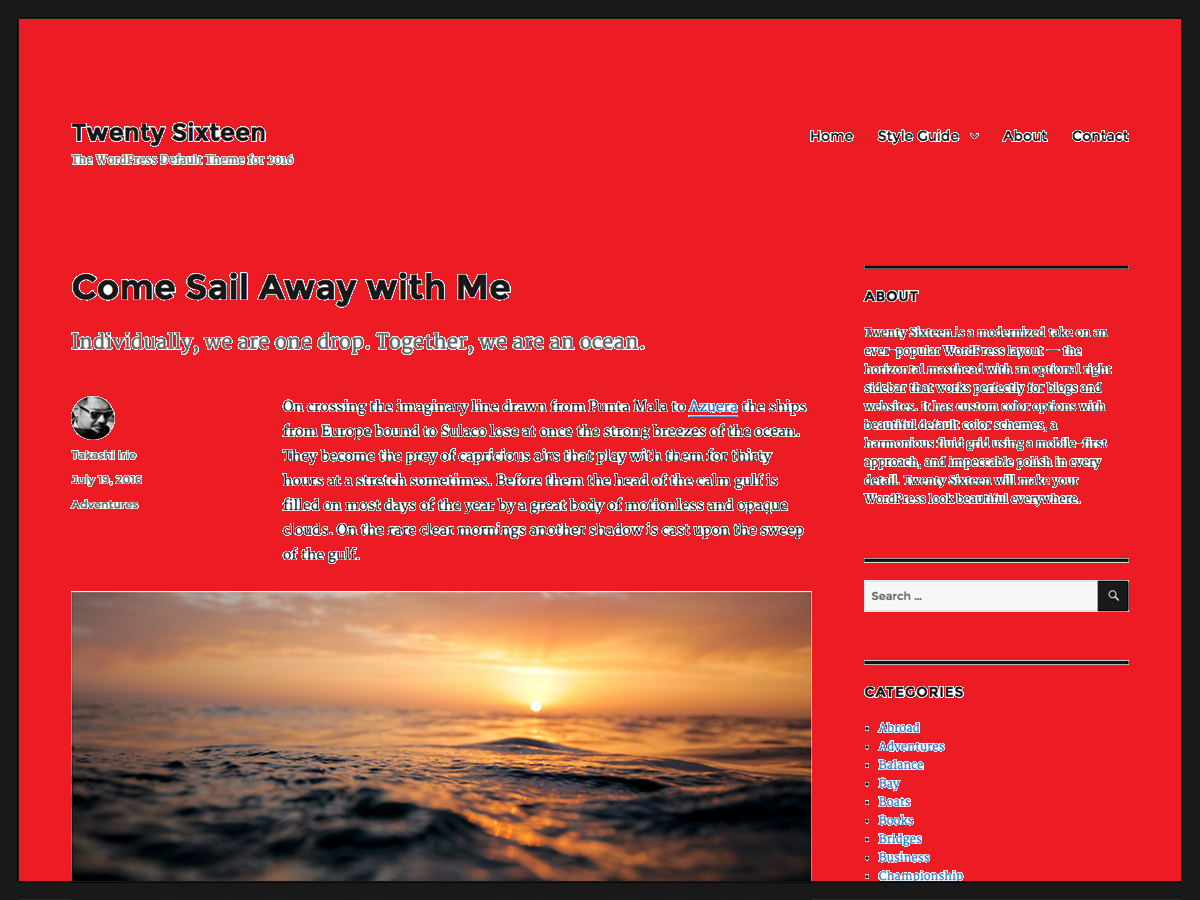 Twenty Sixteen
The WordPress Default Theme for 2016
Home Style Guide About Contact
Come Sail Away with Me
Individually, we are one drop. Together, we are an ocean.
Takashi Irie
July 19, 2016
Adventures
On crossing the imaginary line drawn from Punta Mala to Azuera the ships
from Europe bound to Sulaco lose at once the strong breezes of the ocean.
They become the prey of capricious airs that play with them for thirty
hours at a stretch sometimes. Before them the head of the calm gulf is
filled on most days of the year by a great body of motionless and opaque
clouds. On the rare clear mornings another shadow is cast upon the sweep
of the gulf.
ABOUT
Twenty Sixteen is a modernized take on an
ever-popular WordPress layout — the
horizontal masthead with an optional right
sidebar that works perfectly for blogs and
websites. It has custom color options with
beautiful default color schemes, a
harmonious fluid grid using a mobile-first
approach, and impeccable polish in every
detail. Twenty Sixteen will make your
WordPress look beautiful everywhere.
Search …
CATEGORIES
Abroad
Adventures
Balance
Bay
Boats
Books
Bridges
Business
Championship